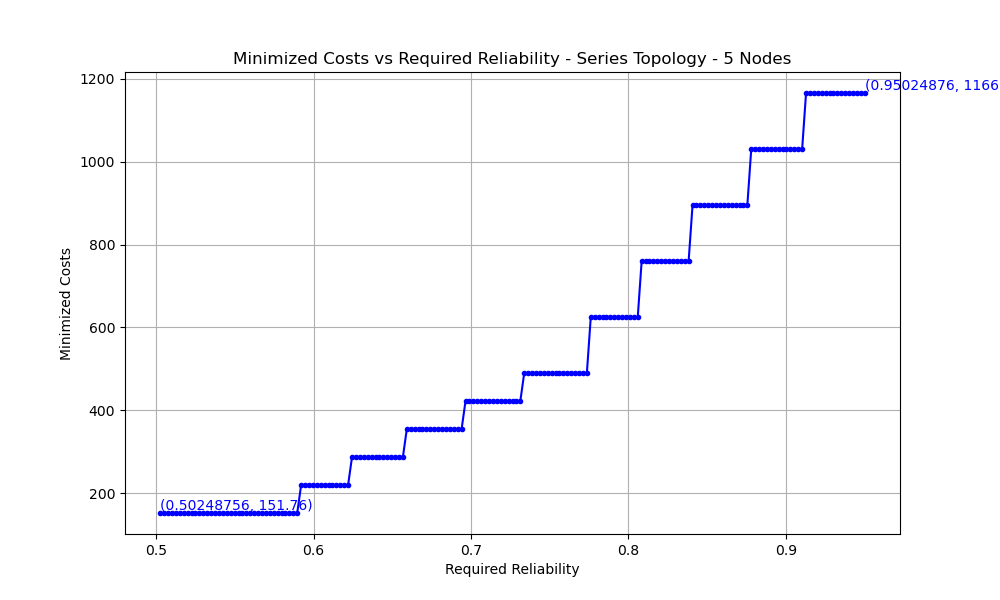 Minimized Costs vs Required Reliability - Series Topology - 5 Nodes
1200
(0.95024876, 1166
1000
800
Minimized Costs
600
400
200
(0.50248756, 151.76)
0.5 0.6 0.7 0.8 0.9
Required Reliability